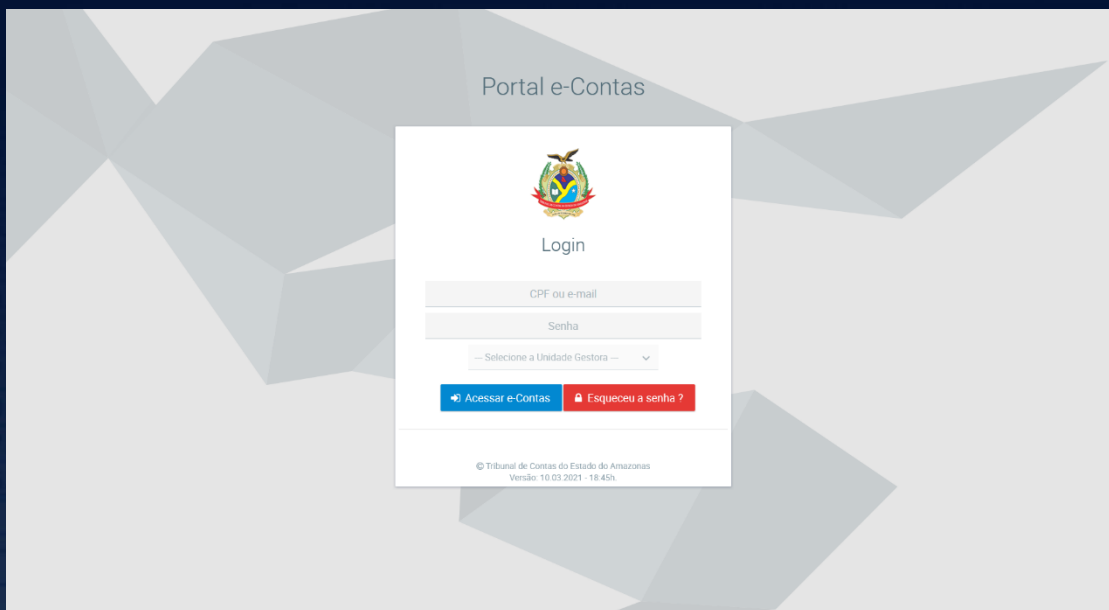 Portal e-Contas
Login
CPF ou e-mail
Senha
--- Selecione a Unidade Gestora ---
Acessar e-Contas
Esqueceu a senha ?
© Tribunal de Contas do Estado do Amazonas
Versão: 10.03.2021 - 18:45h.